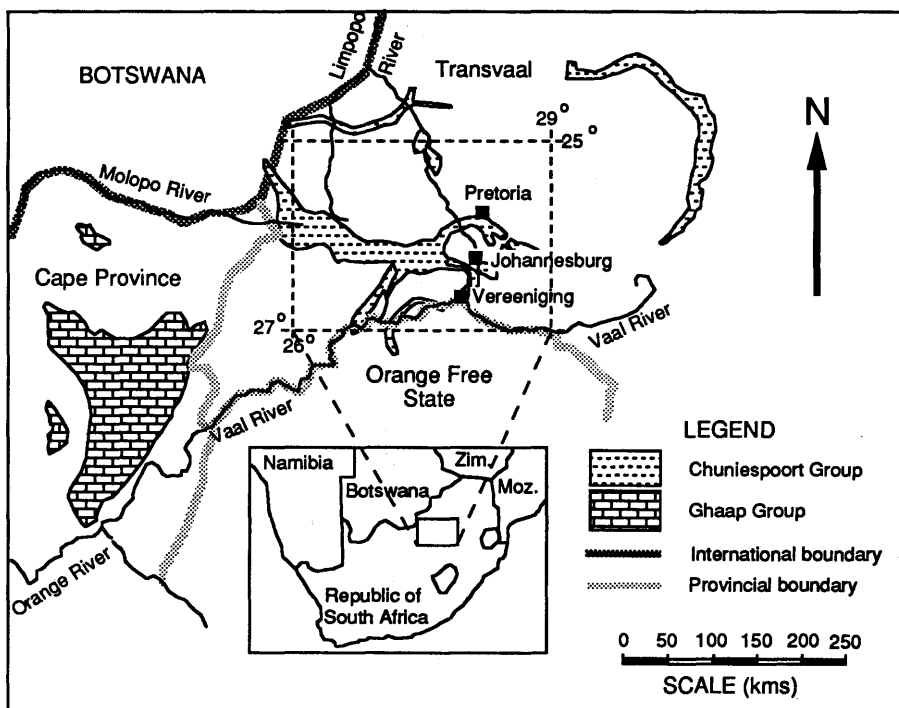 BOTSWANA
Limpopo
River
Transvaal
29°
25°
N
Molopo River
Pretoria
Cape Province
Johannesburg
Vereeniging
27°
26°
Vaal River
Orange Free
State
Vaal River
Orange River
LEGEND
Chuniespoort Group
Ghaap Group
International boundary
Provincial boundary
Namibia
Botswana
Zim.
Moz.
Republic of
South Africa
0 50 100 150 200 250
SCALE (kms)